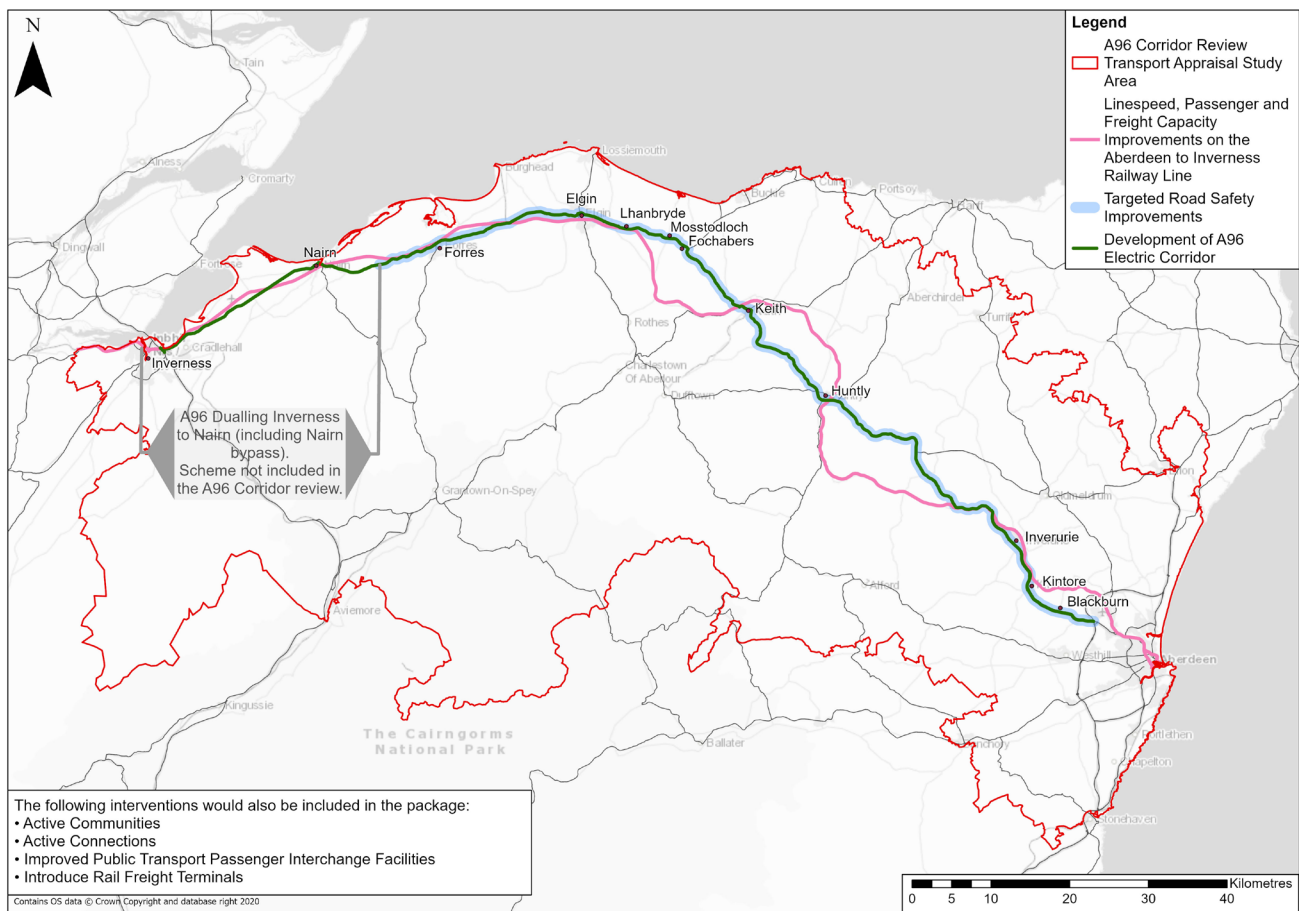 N
Legend
A96 Corridor Review
Transport Appraisal Study
Area
Linespeed, Passenger and
Freight Capacity
Improvements on the
Aberdeen to Inverness
Railway Line
Targeted Road Safety
Improvements
Development of A96
Electric Corridor
Tain
Alness
Cromarty
Dingwall
Lossiemouth
Burghead
Elgin
Lhanbryde
Mosstodloch
Fochabers
Buckie
Portsoy
Nairn
Forres
Keith
Aberchirder
Rothes
Inverness
Cradlehall
Charlestown
Of Aberlour
Dufftown
Huntly
A96 Dualling Inverness
to Nairn (including Nairn
bypass).
Scheme not included in
the A96 Corridor review.
Grantown-On-Spey
Inverurie
Kintore
Blackburn
Alford
Aviemore
Westhill
Aberdeen
Kingussie
The Cairngorms
National Park
Ballater
Stonehaven
The following interventions would also be included in the package:
• Active Communities
• Active Connections
• Improved Public Transport Passenger Interchange Facilities
• Introduce Rail Freight Terminals
Contains OS data © Crown Copyright and database right 2020
Kilometres
0 5 10 20 30 40